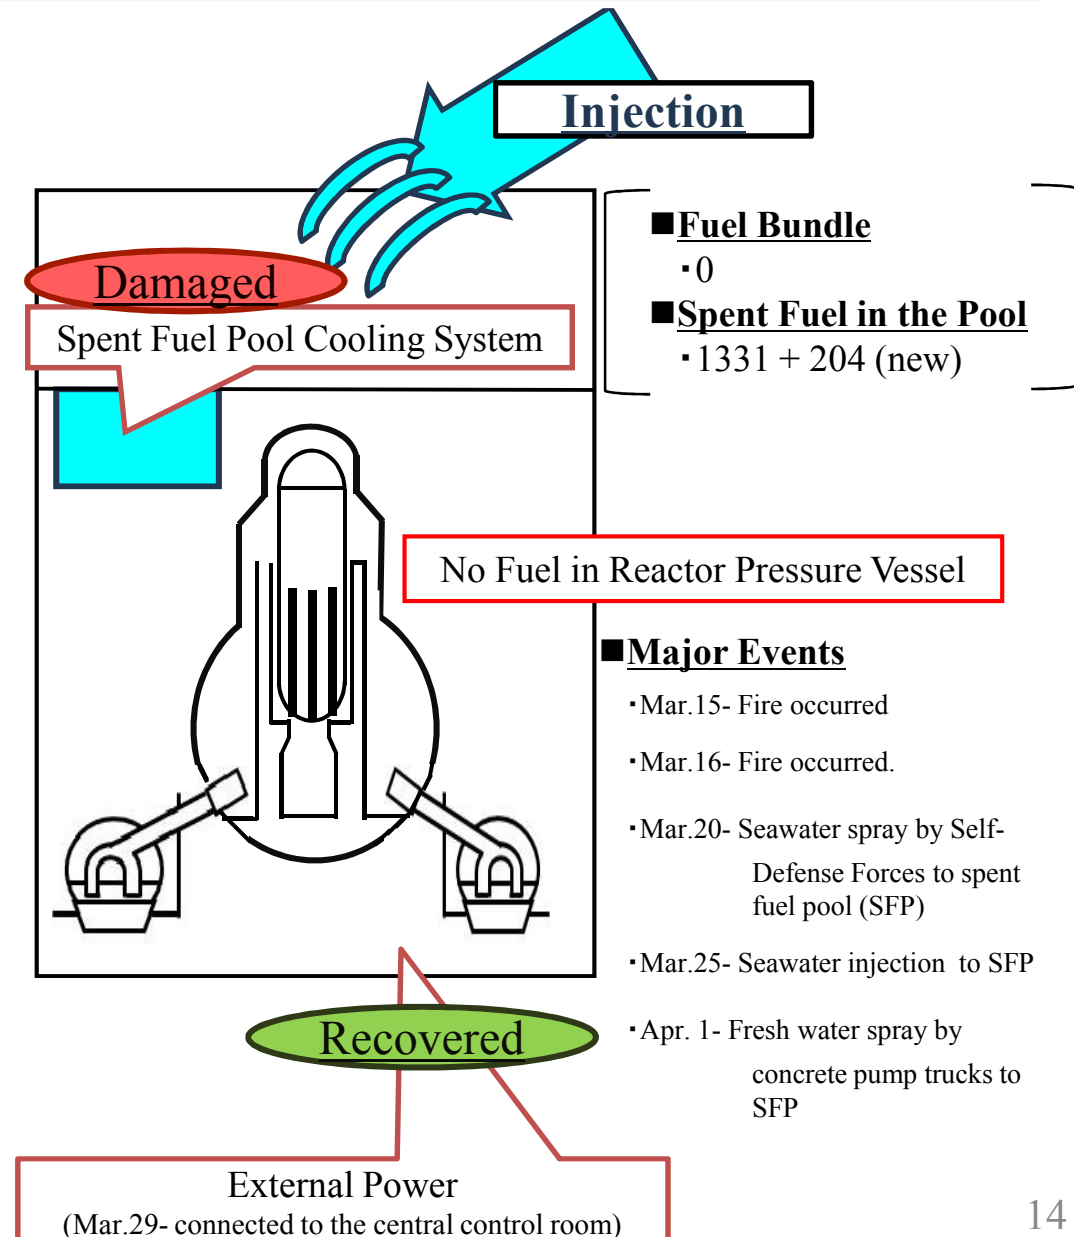 Injection
■Fuel Bundle
・0
■Spent Fuel in the Pool
・1331 + 204 (new)
Damaged
Spent Fuel Pool Cooling System
No Fuel in Reactor Pressure Vessel
■Major Events
・Mar.15- Fire occurred
・Mar.16- Fire occurred.
・Mar.20- Seawater spray by Self-
Defense Forces to spent
fuel pool (SFP)
・Mar.25- Seawater injection to SFP
・Apr. 1- Fresh water spray by
concrete pump trucks to
SFP
Recovered
External Power
(Mar.29- connected to the central control room)
14